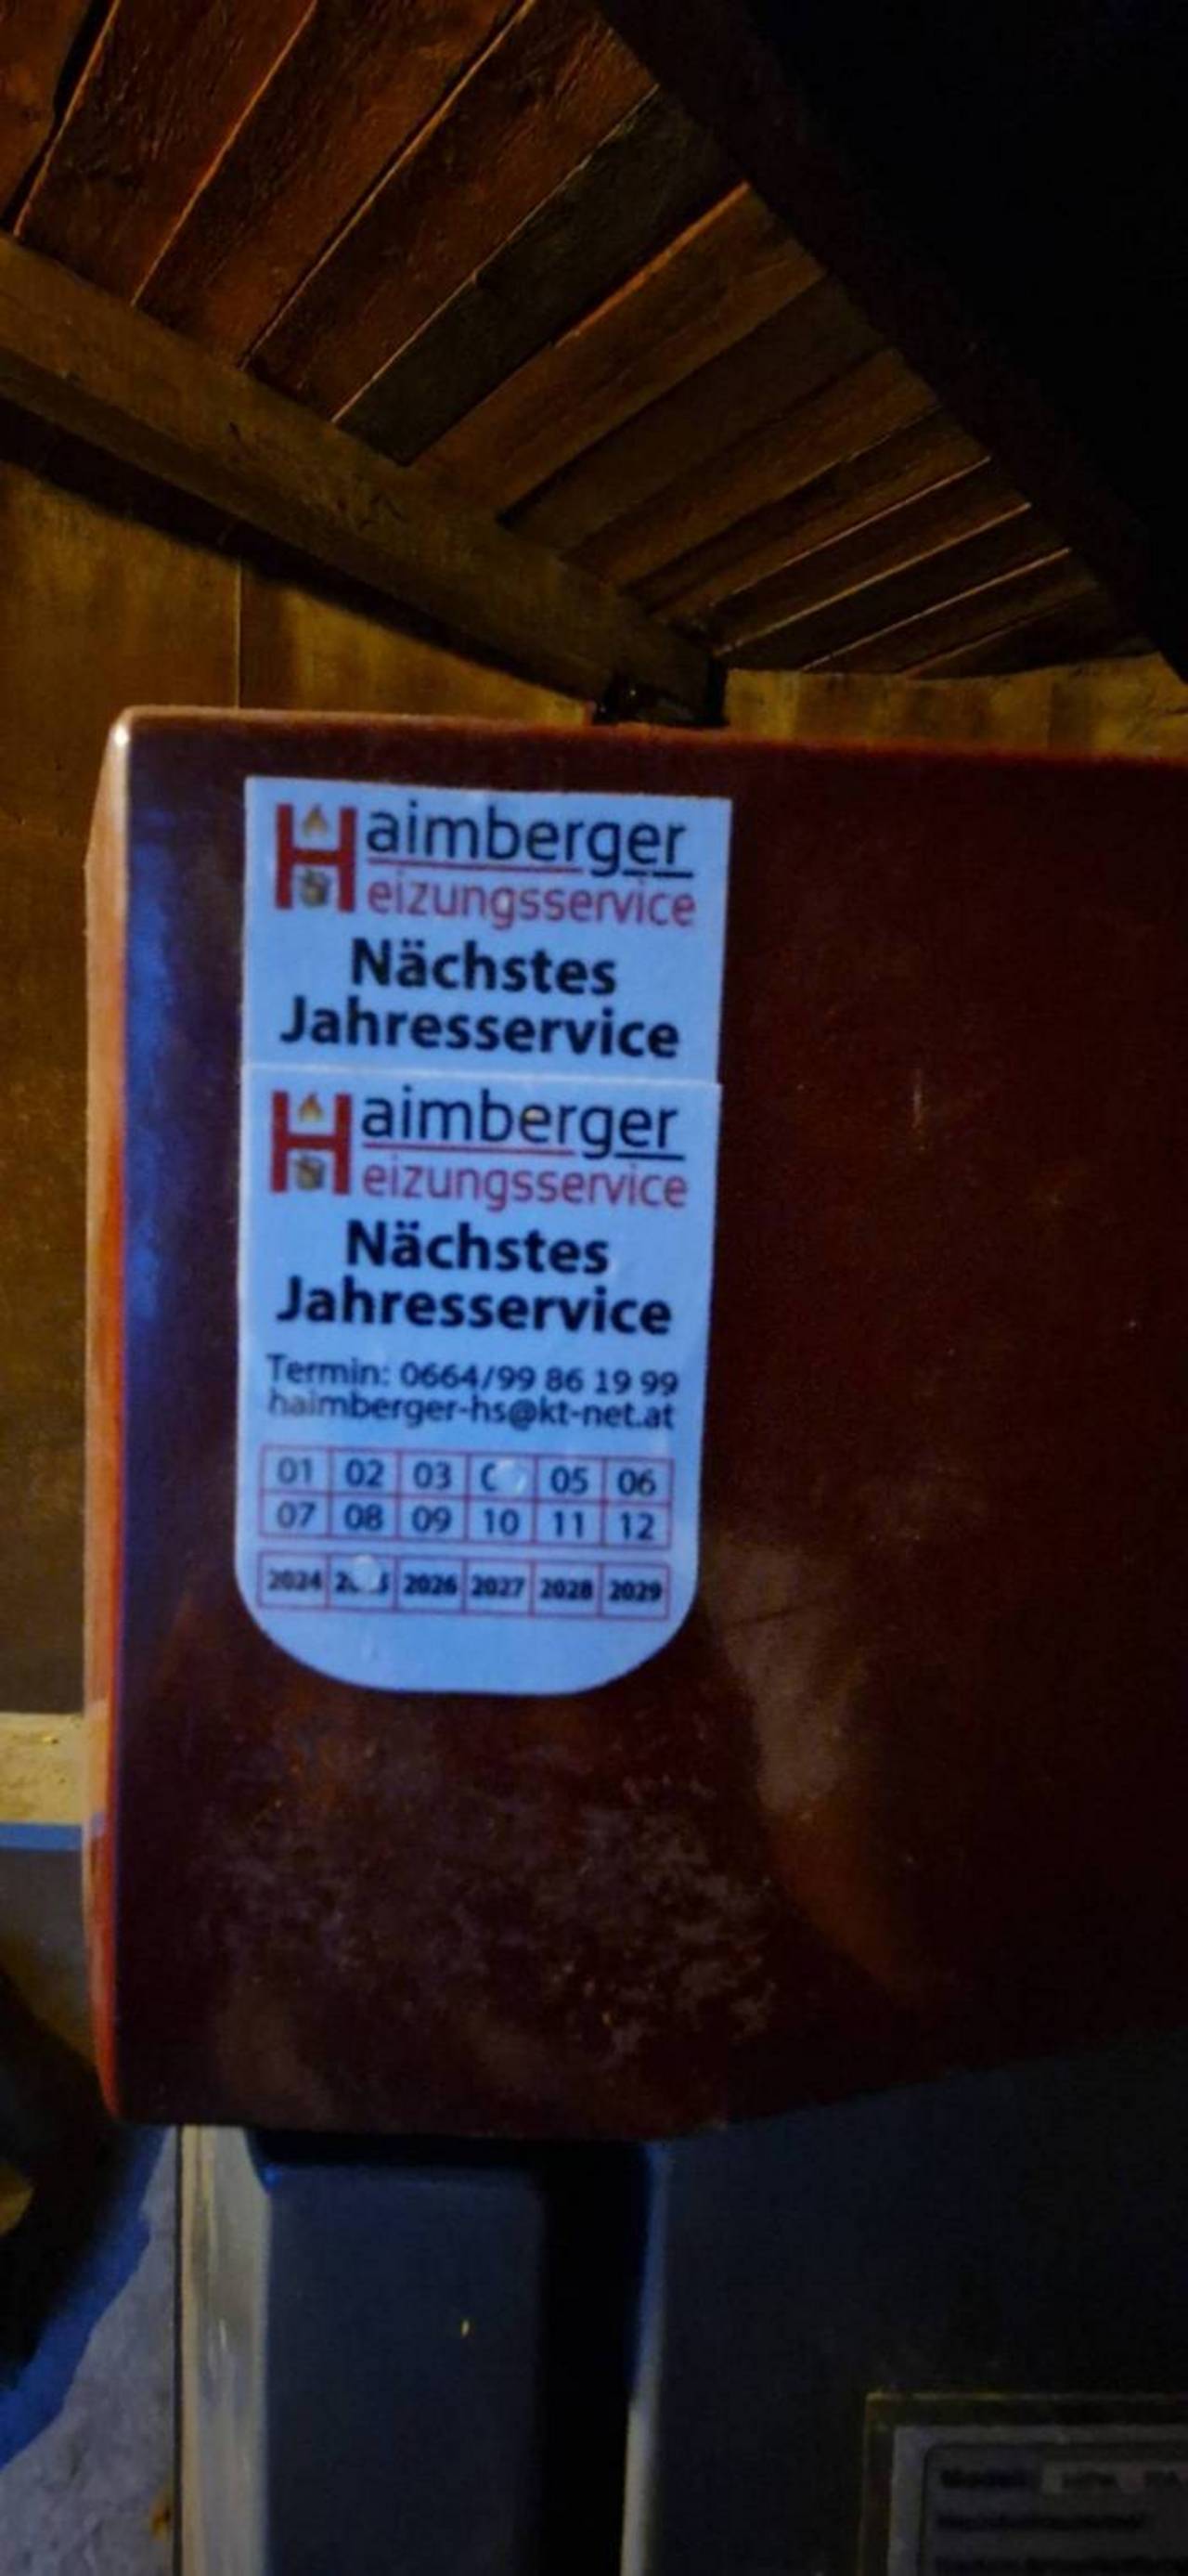 Haimberger
Heizungsservice
Nächstes
Jahresservice
Haimberger
Heizungsservice
Nächstes
Jahresservice
Termin: 0664/99 86 19 99
haimberger-hs@kt-net.at
01 02 03 05 06
07 08 09 10 11 12
2024 2026 2027 2028 2029